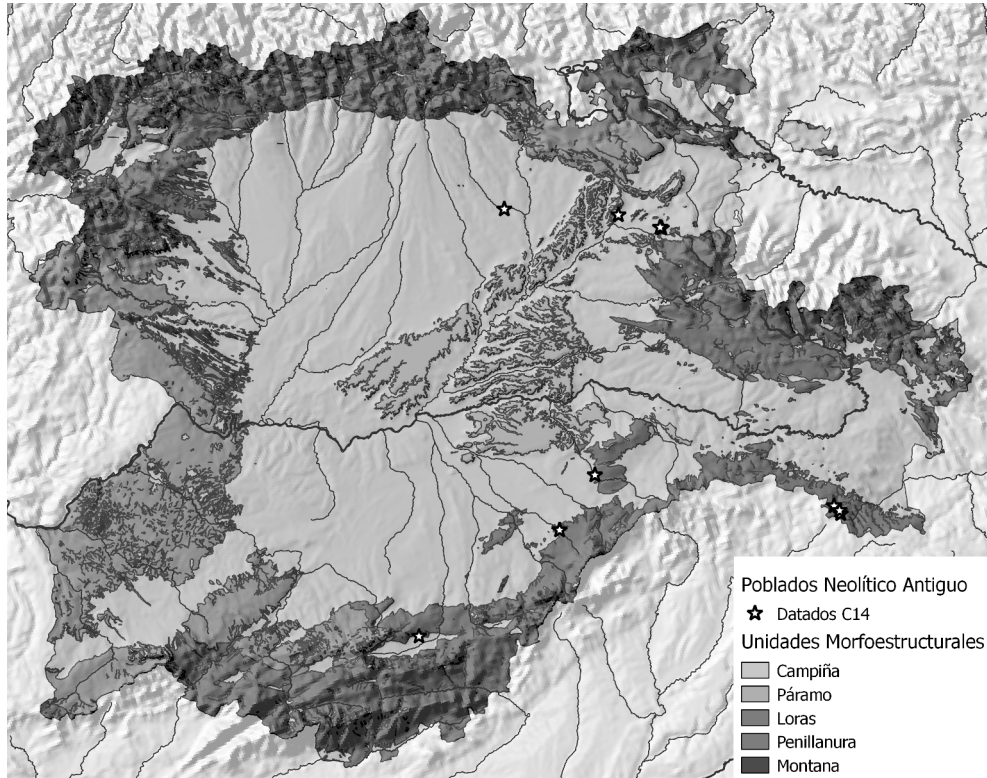 Poblados Neolítico Antiguo
Datados C14
Unidades Morfoestructurales
Campiña
Páramo
Loras
Penillanura
Montana